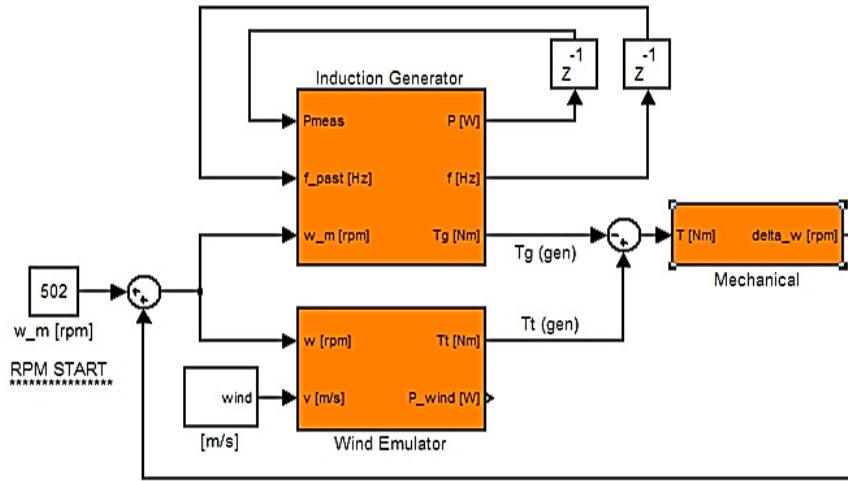 -1
Z
-1
Z
Induction Generator
Pmeas
P [W]
f_past [Hz]
f [Hz]
w_m [rpm]
Tg [Nm]
Tg (gen)
-
+
T [Nm]
delta_w [rpm]
Mechanical
502
+
+
w_m [rpm]
RPM START
****************
w [rpm]
Tt [Nm]
Tt (gen)
wind
v [m/s]
P_wind [W]
[m/s]
Wind Emulator